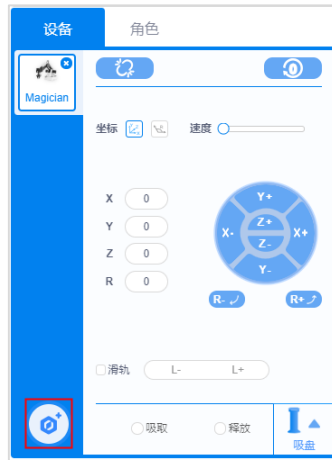 设备 角色
Magician
坐标 速度
X 0
Y 0
Z 0
R 0
Y+
Z+
X- X+
Z-
Y-
R- R+
滑轨 L- L+
吸取 释放
吸盘